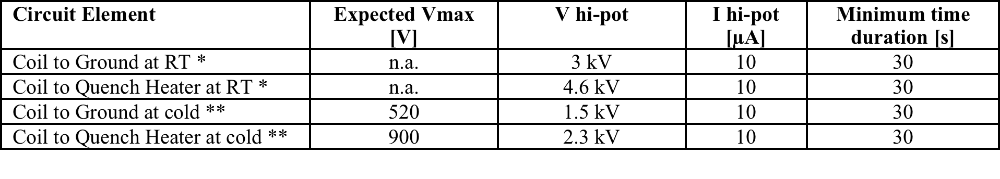 Circuit Element Expected Vmax V hi-pot I hi-pot Minimum time
[V] [µA] duration [s]
Coil to Ground at RT * n.a. 3 kV 10 30
Coil to Quench Heater at RT * n.a. 4.6 kV 10 30
Coil to Ground at cold ** 520 1.5 kV 10 30
Coil to Quench Heater at cold ** 900 2.3 kV 10 30